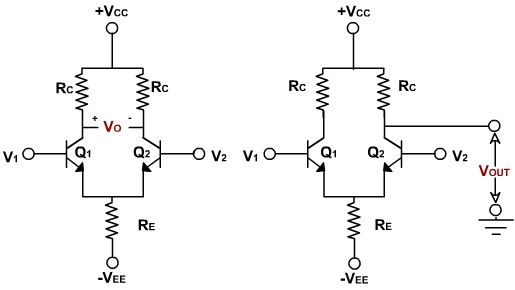 +VCC +VCC
RC RC RC RC
+ VO -
V1 Q1 Q2 V2 V1 Q1 Q2 V2
VOUT
RE RE
-VEE -VEE